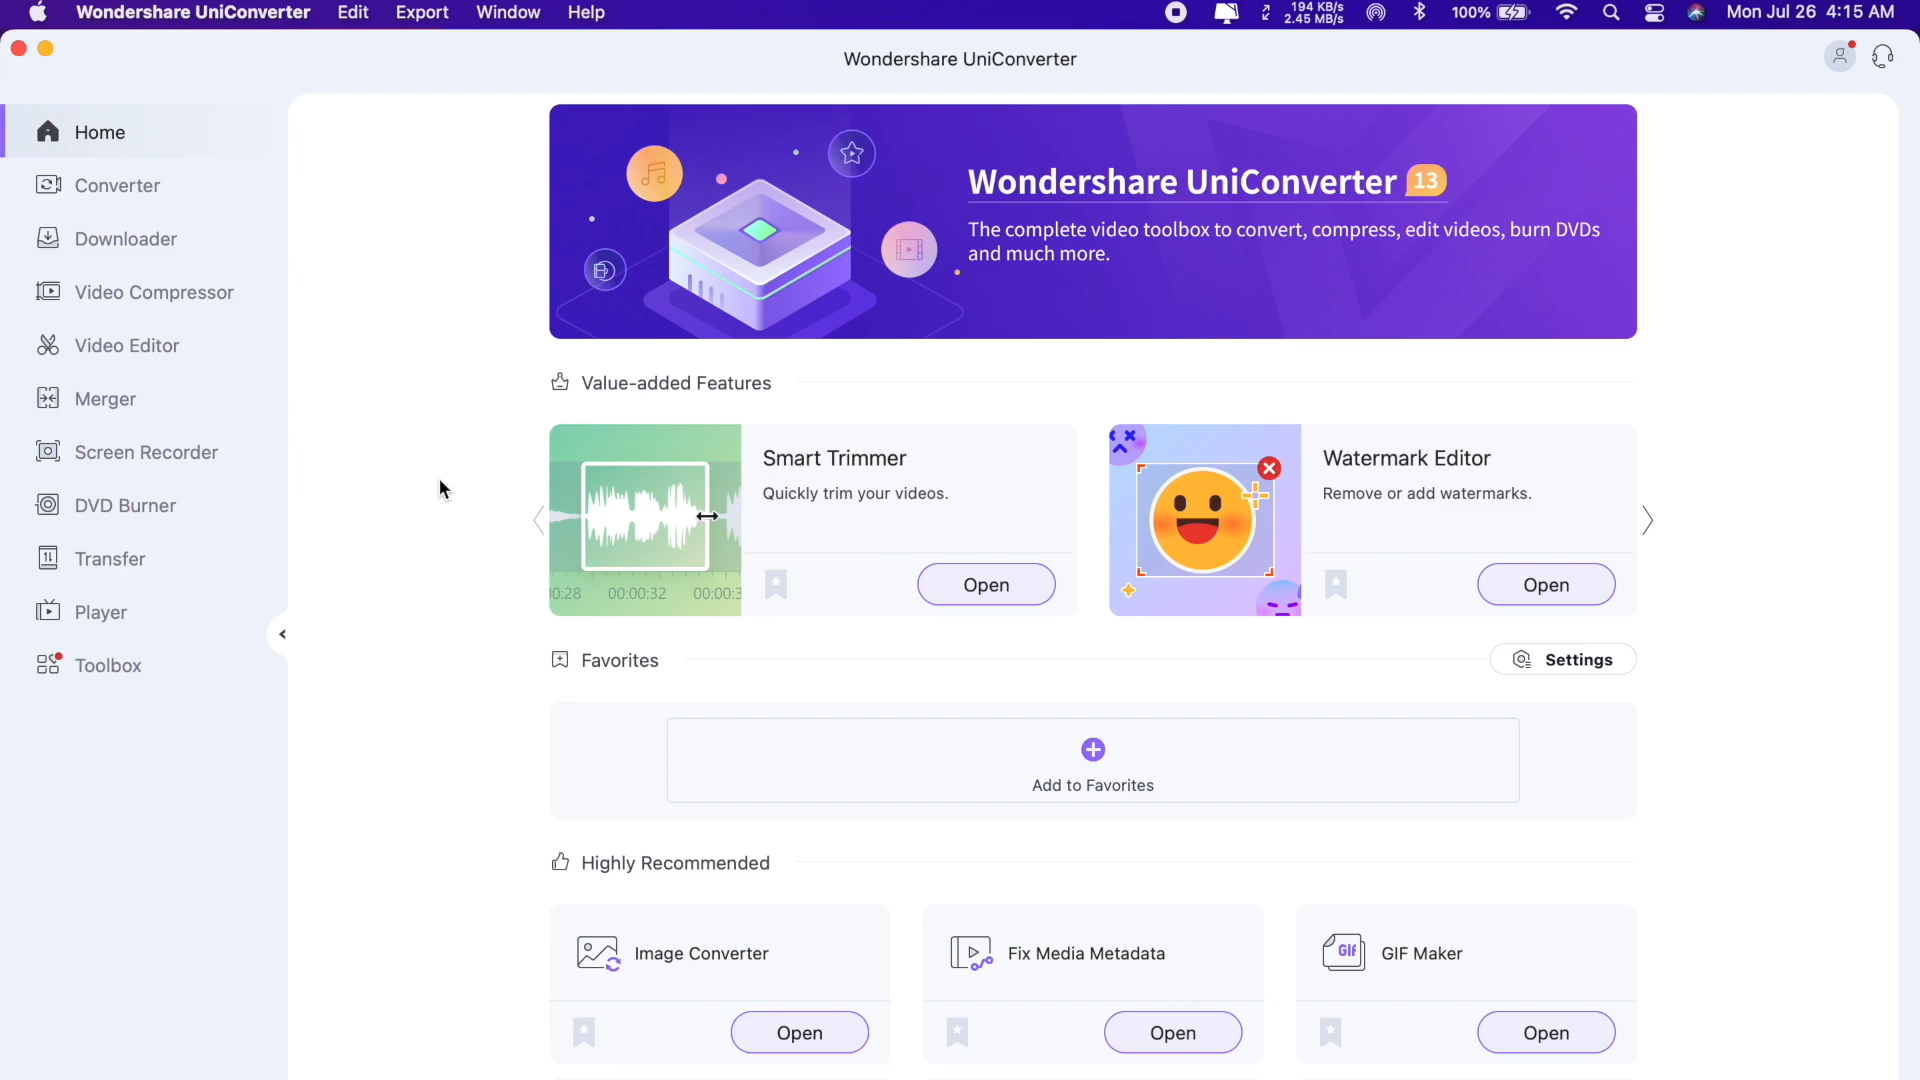 Wondershare UniConverter Edit Export Window Help 194 KB/s 2.45 MB/s 100% Mon Jul 26 4:15 AM
Wondershare UniConverter
Home
Converter
Downloader
Video Compressor
Video Editor
Merger
Screen Recorder
DVD Burner
Transfer
Player
Toolbox
Wondershare UniConverter 13
The complete video toolbox to convert, compress, edit videos, burn DVDs
and much more.
Value-added Features
Smart Trimmer
Quickly trim your videos.
00:00:32
Open
Watermark Editor
Remove or add watermarks.
Open
Favorites
Settings
Add to Favorites
Highly Recommended
Image Converter
Open
Fix Media Metadata
Open
GIF
GIF Maker
Open